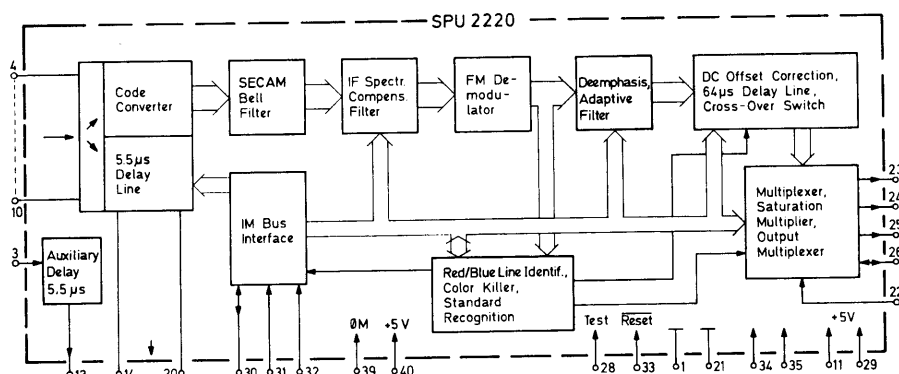 SPU 2220
4
Code
Converter
SECAM
Bell
Filter
IF Spectr.
Compens.
Filter
FM De-
modu-
lator
Deemphasis,
Adaptive
Filter
DC Offset Correction,
64µs Delay Line,
Cross-Over Switch
5.5µs
Delay
Line
10
IM Bus
Interface
Multiplexer,
Saturation
Multiplier,
Output
Multiplexer
23
24
25
26
3
Auxiliary
Delay
5.5 µs
Red/Blue Line Identif.,
Color Killer,
Standard
Recognition
22
ØM
+5V
Test
Reset
+5V
14
20
30
31
32
39
40
28
33
1
21
34
35
11
29